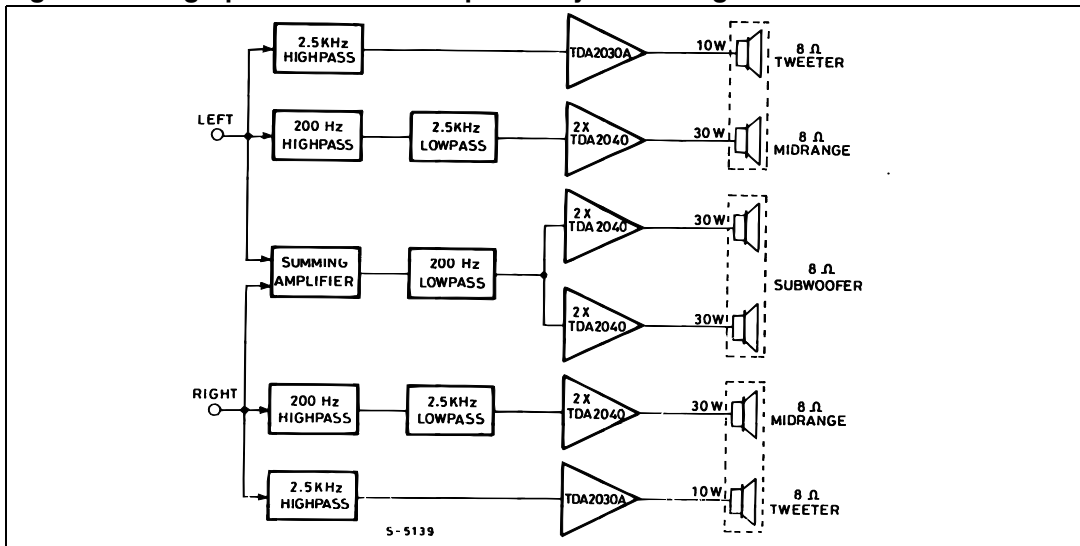 2.5KHz
HIGHPASS
TDA2030A
10W
8 Ω
TWEETER
LEFT
200 Hz
HIGHPASS
2.5KHz
LOWPASS
2X
TDA2040
30W
8 Ω
MIDRANGE
SUMMING
AMPLIFIER
200 Hz
LOWPASS
2X
TDA2040
30W
8 Ω
SUBWOOFER
2X
TDA2040
30W
RIGHT
200 Hz
HIGHPASS
2.5KHz
LOWPASS
2X
TDA2040
30W
8 Ω
MIDRANGE
2.5KHz
HIGHPASS
TDA2030A
10W
8 Ω
TWEETER
S-5139